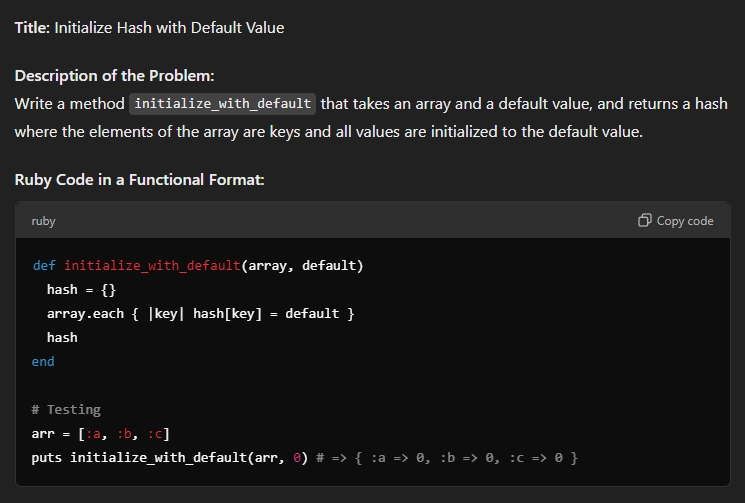 Title: Initialize Hash with Default Value
Description of the Problem:
Write a method initialize_with_default that takes an array and a default value, and returns a hash
where the elements of the array are keys and all values are initialized to the default value.
Ruby Code in a Functional Format:
ruby
Copy code
def initialize_with_default(array, default)
  hash = {}
  array.each { |key| hash[key] = default }
  hash
end
# Testing
arr = [:a, :b, :c]
puts initialize_with_default(arr, 0) # => { :a => 0, :b => 0, :c => 0 }